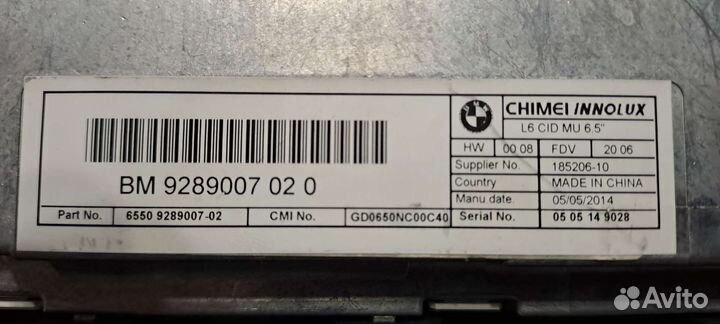 BM 9289007 02 0
Part No. 6550 9289007-02 CMI No. GD0650NC00C40
BMW CHIMEI INNOLUX
L6 CID MU 6.5"
HW 00 08 FDV 20 06
Supplier No. 185206-10
Country MADE IN CHINA
Manu date. 05/05/2014
Serial No. 05 05 14 9028
Avito